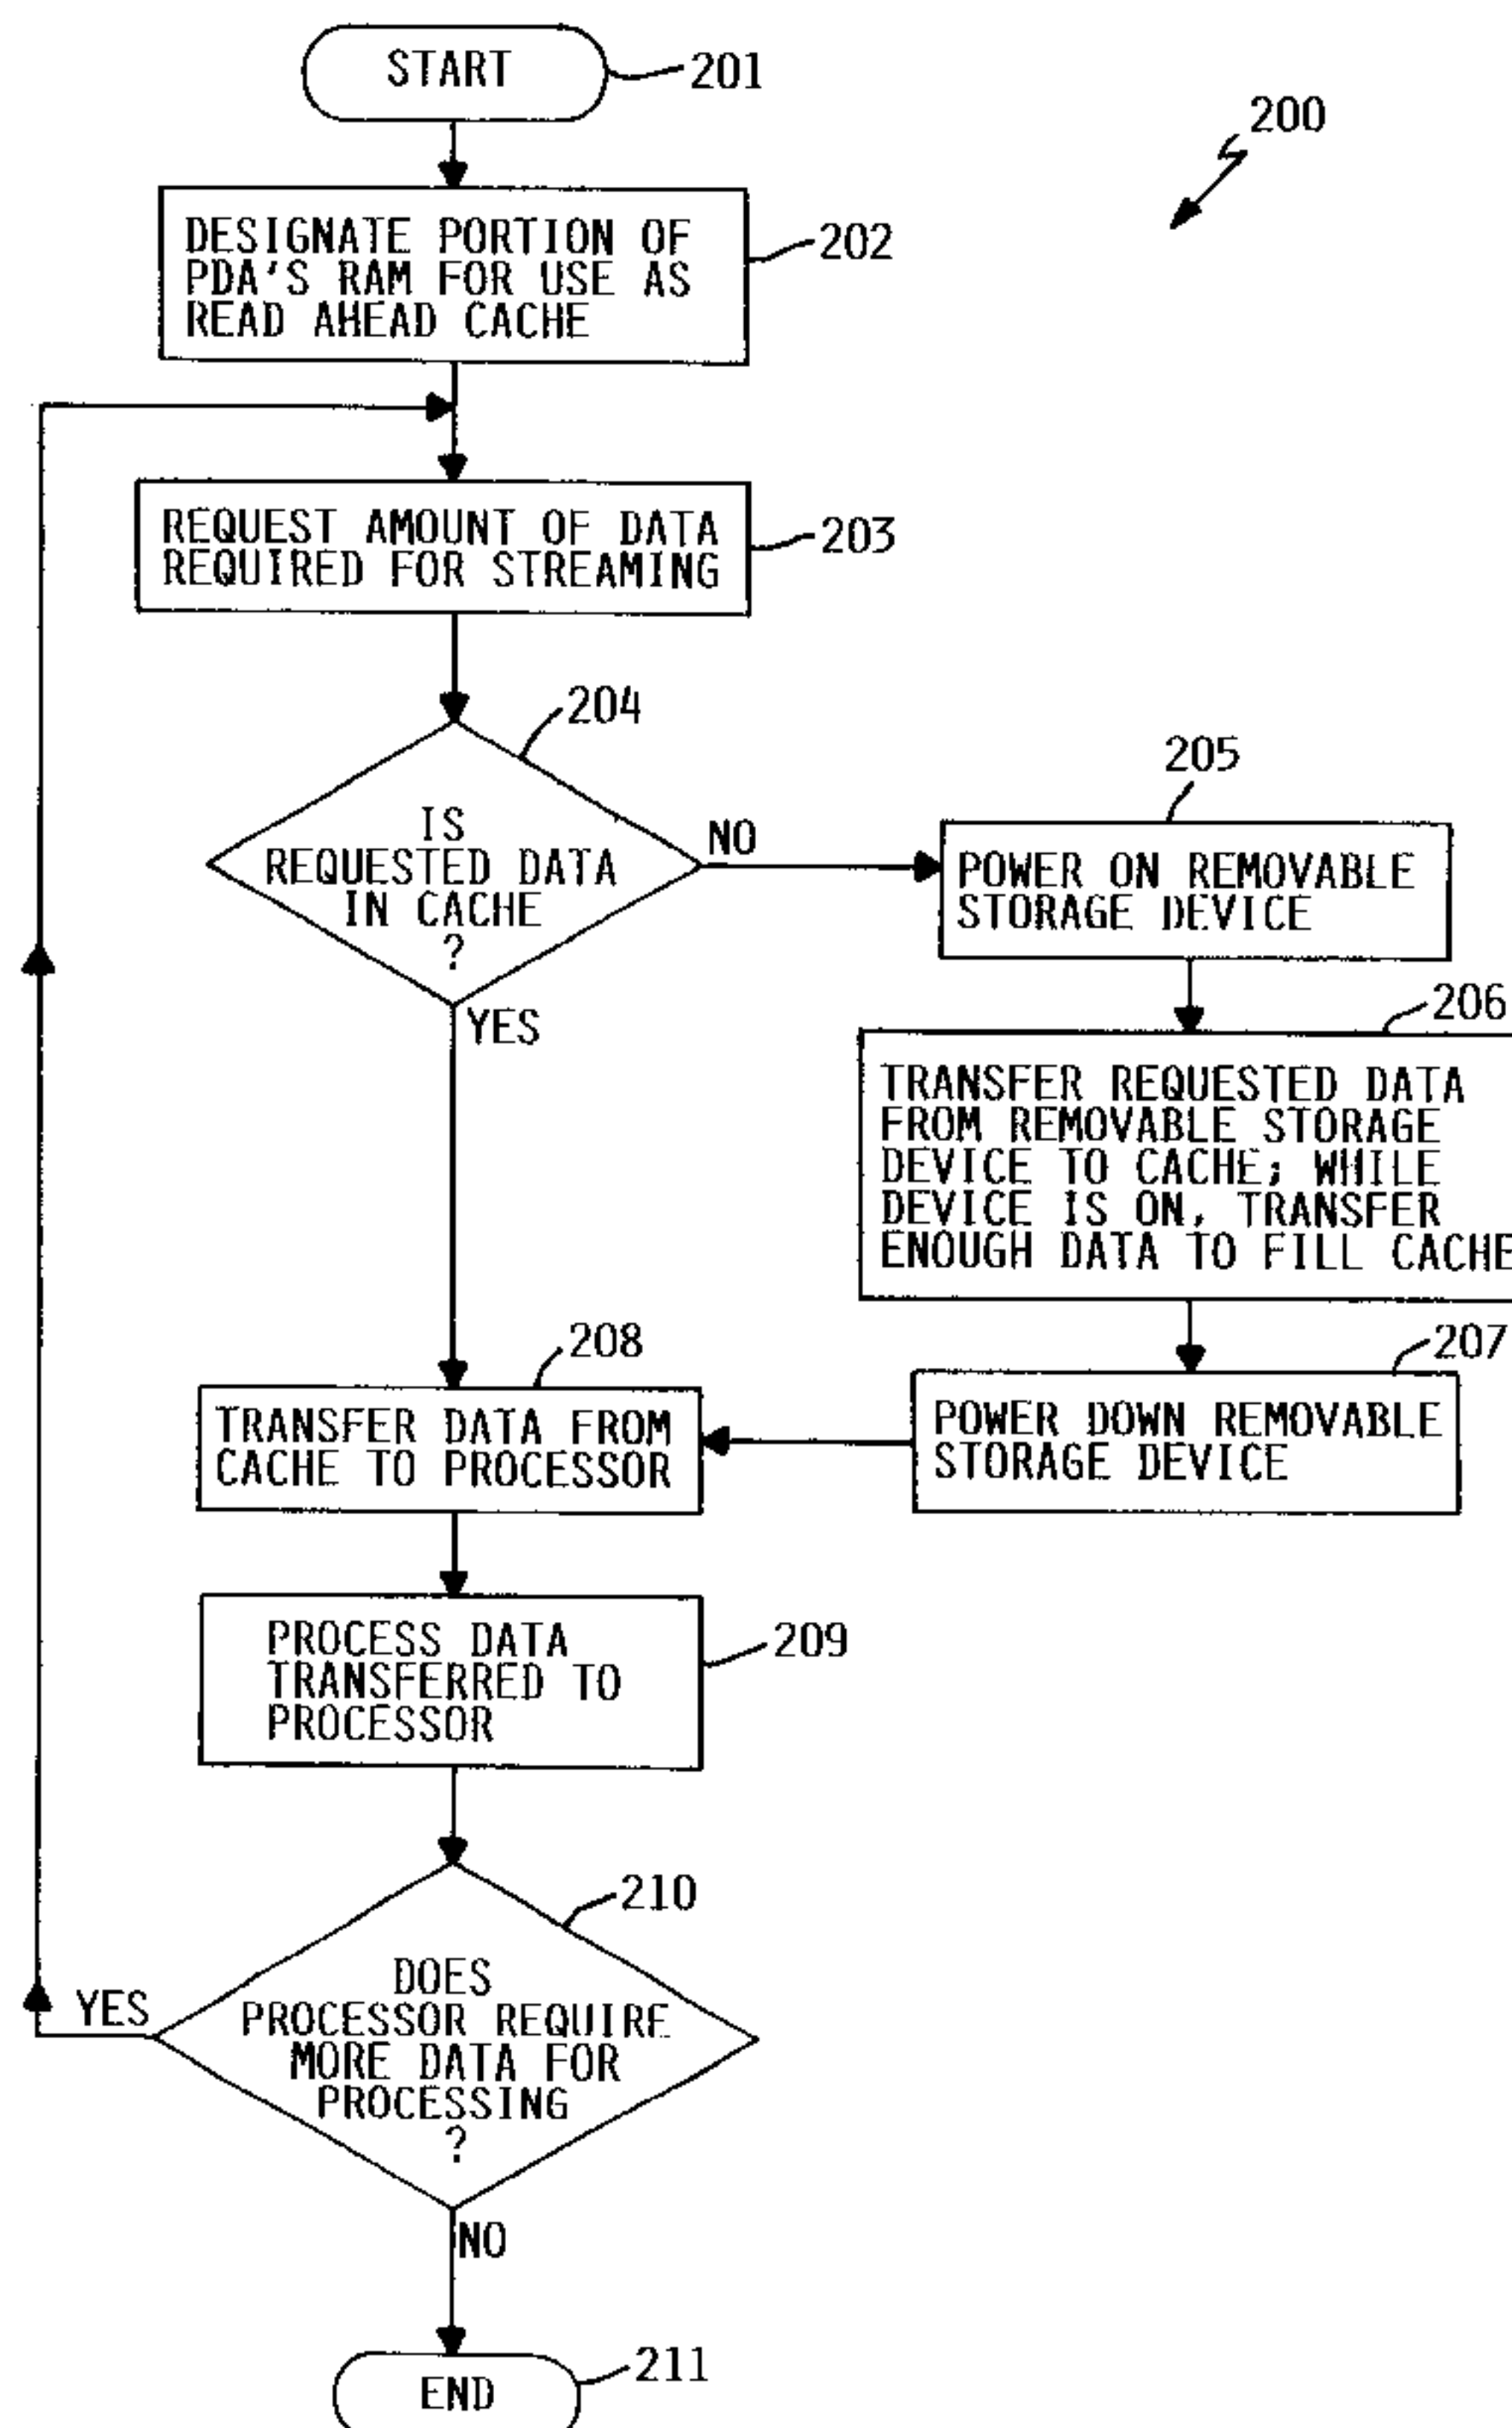 START
201
200
DESIGNATE PORTION OF
PDA'S RAM FOR USE AS
READ AHEAD CACHE
202
REQUEST AMOUNT OF DATA
REQUIRED FOR STREAMING
203
204
IS
REQUESTED DATA
IN CACHE
?
NO
YES
205
POWER ON REMOVABLE
STORAGE DEVICE
206
TRANSFER REQUESTED DATA
FROM REMOVABLE STORAGE
DEVICE TO CACHE; WHILE
DEVICE IS ON, TRANSFER
ENOUGH DATA TO FILL CACHE
207
POWER DOWN REMOVABLE
STORAGE DEVICE
208
TRANSFER DATA FROM
CACHE TO PROCESSOR
PROCESS DATA
TRANSFERRED TO
PROCESSOR
209
210
DOES
PROCESSOR REQUIRE
MORE DATA FOR
PROCESSING
?
YES
NO
END
211